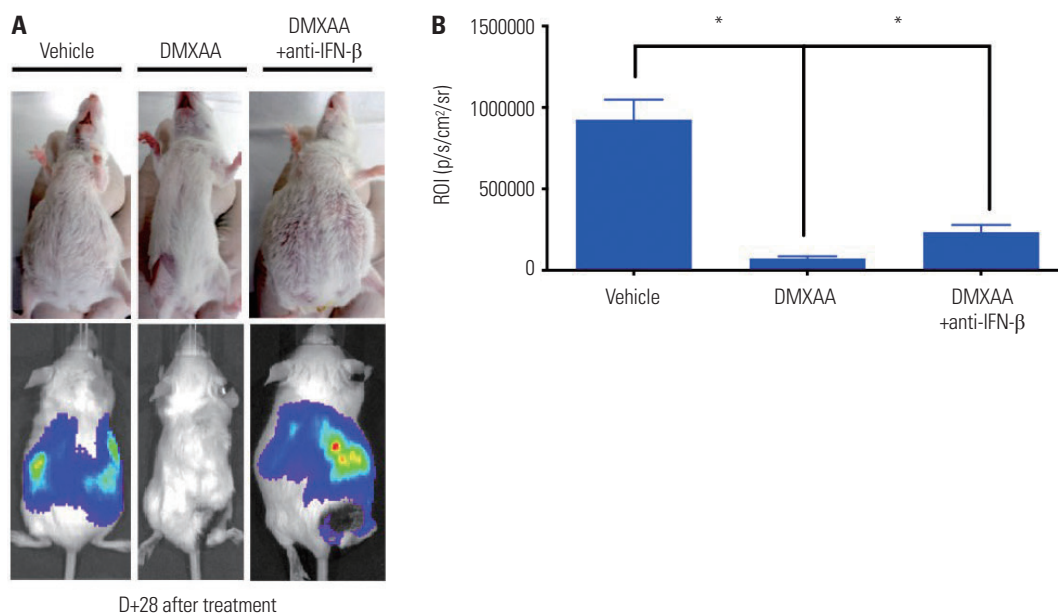 A
Vehicle
DMXAA
DMXAA
+anti-IFN-β
D+28 after treatment
B
ROI (p/s/cm²/sr)
1500000
1000000
500000
0
*
*
Vehicle
DMXAA
DMXAA
+anti-IFN-β